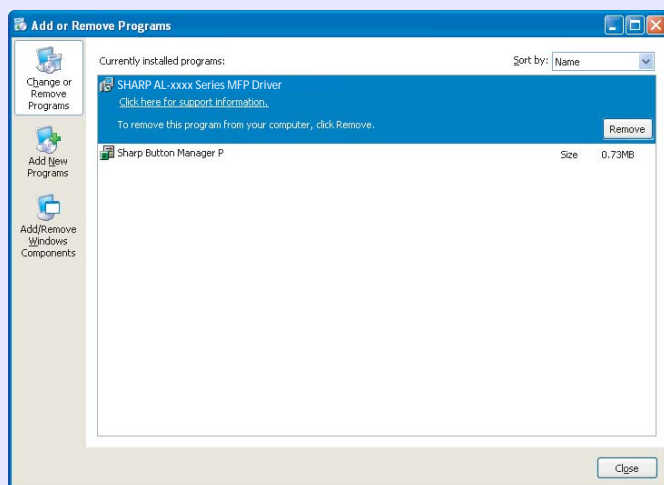 Add or Remove Programs
Change or
Remove
Programs
Add New
Programs
Add/Remove
Windows
Components
Currently installed programs:
Sort by: Name
SHARP AL-xxxx Series MFP Driver
Click here for support information.
To remove this program from your computer, click Remove.
Remove
Sharp Button Manager P Size 0.73MB
Close